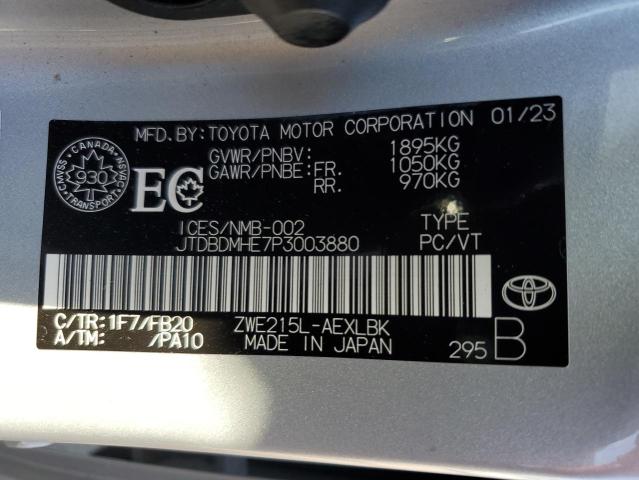 MFD.BY:TOYOTA MOTOR CORPORATION 01/23
GVWR/PNBV: 1895KG
GAWR/PNBE: FR. 1050KG
RR. 970KG
CANADA
CMVSS NSVAC
930
TRANSPORT
EC
ICES/NMB-002 TYPE
JTDBDMHE7P3003880 PC/VT
C/TR:1F7/FB20 ZWE215L-AEXLBK
A/TM: /PA10 MADE IN JAPAN 295 B